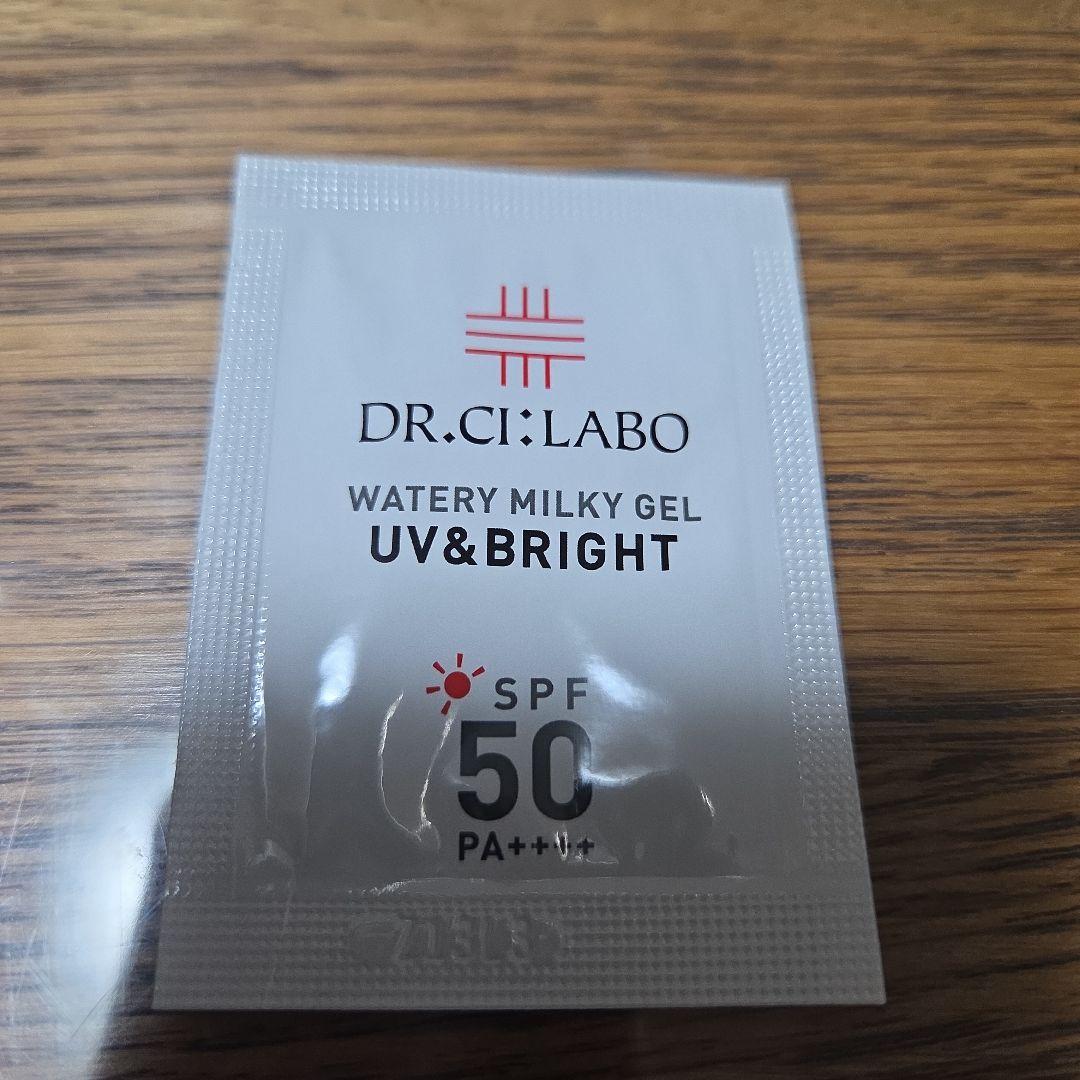 DR.CI:LABO
WATERY MILKY GEL
UV&BRIGHT
SPF
50
PA++++